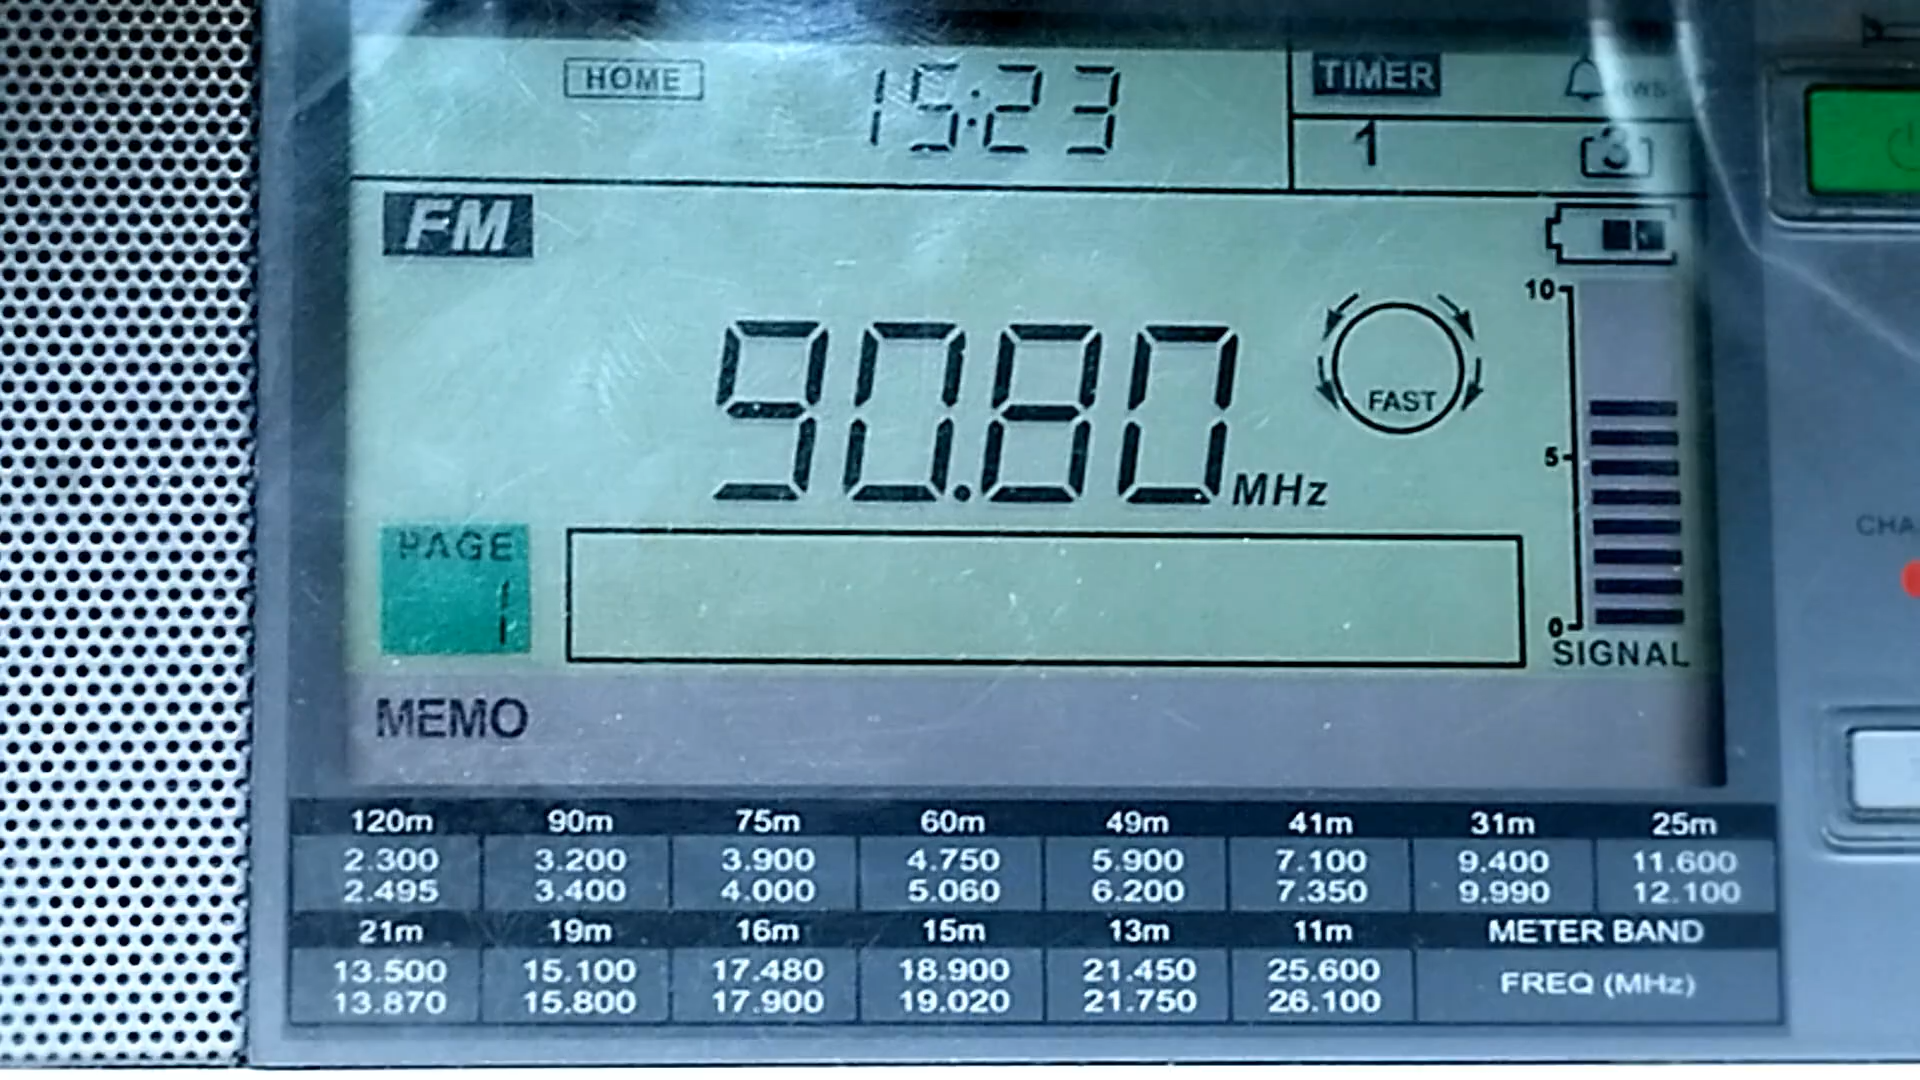 HOME 15:23 TIMER
1
FM
10
90.80 MHz FAST
5
PAGE
1
0
SIGNAL
MEMO
120m 90m 75m 60m 49m 41m 31m 25m
2.300 3.200 3.900 4.750 5.900 7.100 9.400 11.600
2.495 3.400 4.000 5.060 6.200 7.350 9.990 12.100
21m 19m 16m 15m 13m 11m METER BAND
13.500 15.100 17.480 18.900 21.450 25.600 FREQ (MHz)
13.870 15.800 17.900 19.020 21.750 26.100